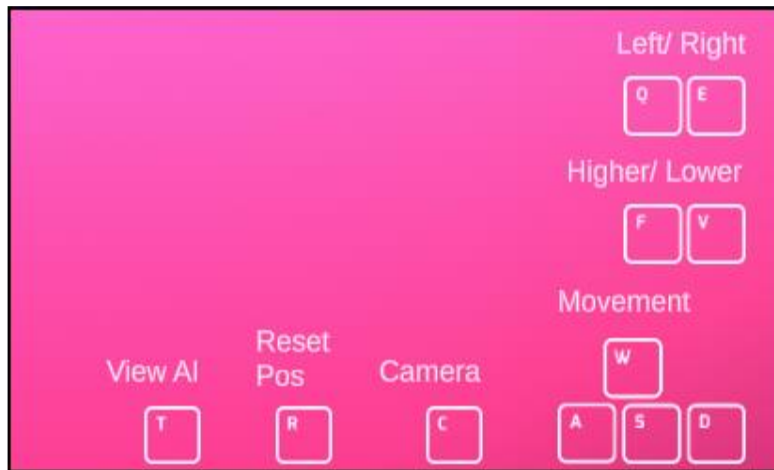 Left/ Right
Q E
Higher/ Lower
F V
Movement
W
Reset
Pos
View AI
Camera
T R C A S D